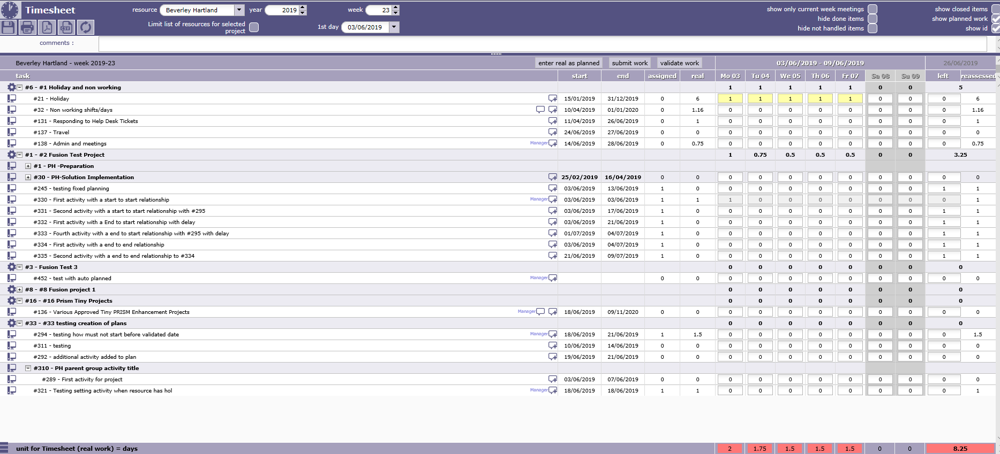 Timesheet
resource Beverley Hartland year 2019 week 23 show only current week meetings show closed items
hide done items show planned work
Limit list of resources for selected project 1st day 03/06/2019 hide not handled items show id
CSV
comments :
Beverley Hartland - week 2019-23 enter real as planned submit work validate work 03/06/2019 - 09/06/2019 26/06/2019
task start end assigned real Mo 03 Tu 04 We 05 Th 06 Fr 07 Sa 08 Su 09 left reassessed
#6 - #1 Holiday and non working 1 1 1 1 1 0 0 5
#21 - Holiday 15/01/2019 31/12/2019 0 6 1 1 1 1 1 0 0 0 6
#32 - Non working shifts/days 10/04/2019 01/01/2020 0 1.16 0 0 0 0 0 0 0 0 1.16
#131 - Responding to Help Desk Tickets 11/04/2019 26/06/2019 0 1 0 0 0 0 0 0 0 0 1
#137 - Travel 24/06/2019 27/06/2019 0 0 0 0 0 0 0 0 0 0 0
#138 - Admin and meetings Manager 14/06/2019 28/06/2019 0 0.75 0 0 0 0 0 0 0 0 0.75
#1 - #2 Fusion Test Project 1 0.75 0.5 0.5 0.5 0 0 3.25
#1 - PH -Preparation
#30 - PH-Solution Implementation 25/02/2019 16/04/2019 0 0 0 0 0 0 0 0 0 0 0
#245 - testing fixed planning 03/06/2019 13/06/2019 1 0 0 0 0 0 0 0 0 1 1
#330 - First activity with a start to start relationship Manager 03/06/2019 03/06/2019 1 1 1 0 0 0 0 0 0 0 1
#331 - Second activity with a start to start relationship with #295 03/06/2019 17/06/2019 1 0 0 0 0 0 0 0 0 1 1
#332 - First activity with a End to start relationship with delay 03/06/2019 21/06/2019 1 0 0 0 0 0 0 0 0 1 1
#333 - Fourth activity with a end to start relationship with #295 with delay 01/07/2019 04/07/2019 1 0 0 0 0 0 0 0 0 1 1
#334 - First activity with a end to end relationship 03/06/2019 04/07/2019 1 0 0 0 0 0 0 0 0 1 1
#335 - Second activity with a end to end relationship to #334 21/06/2019 09/07/2019 1 0 0 0 0 0 0 0 0 1 1
#3 - Fusion Test 3 0 0 0 0 0 0 0 0
#452 - test with auto planned Manager 0 0 0 0 0 0 0 0 0 0 0
#8 - #8 Fusion project 1 0 0 0 0 0 0 0 0
#16 - #16 Prism Tiny Projects 0 0 0 0 0 0 0 0
#136 - Various Approved Tiny PRISM Enhancement Projects Manager 18/06/2019 09/11/2020 0 0 0 0 0 0 0 0 0 0 0
#33 - #33 testing creation of plans 0 0 0 0 0 0 0 0
#294 - testing how must not start before validated date Manager 18/06/2019 21/06/2019 1 1.5 0 0 0 0 0 0 0 0 1.5
#311 - testing 10/06/2019 14/06/2019 0 0 0 0 0 0 0 0 0 0 0
#292 - additional activity added to plan 19/06/2019 21/06/2019 0 0 0 0 0 0 0 0 0 0 0
#310 - PH parent group activity title
#289 - First activity for project 03/06/2019 07/06/2019 0 0 0 0 0 0 0 0 0 0 0
#321 - Testing setting activity when resource has hol Manager 18/06/2019 18/06/2019 1 1 0 0 0 0 0 0 0 0 1
unit for Timesheet (real work) = days 2 1.75 1.5 1.5 1.5 0 0 8.25